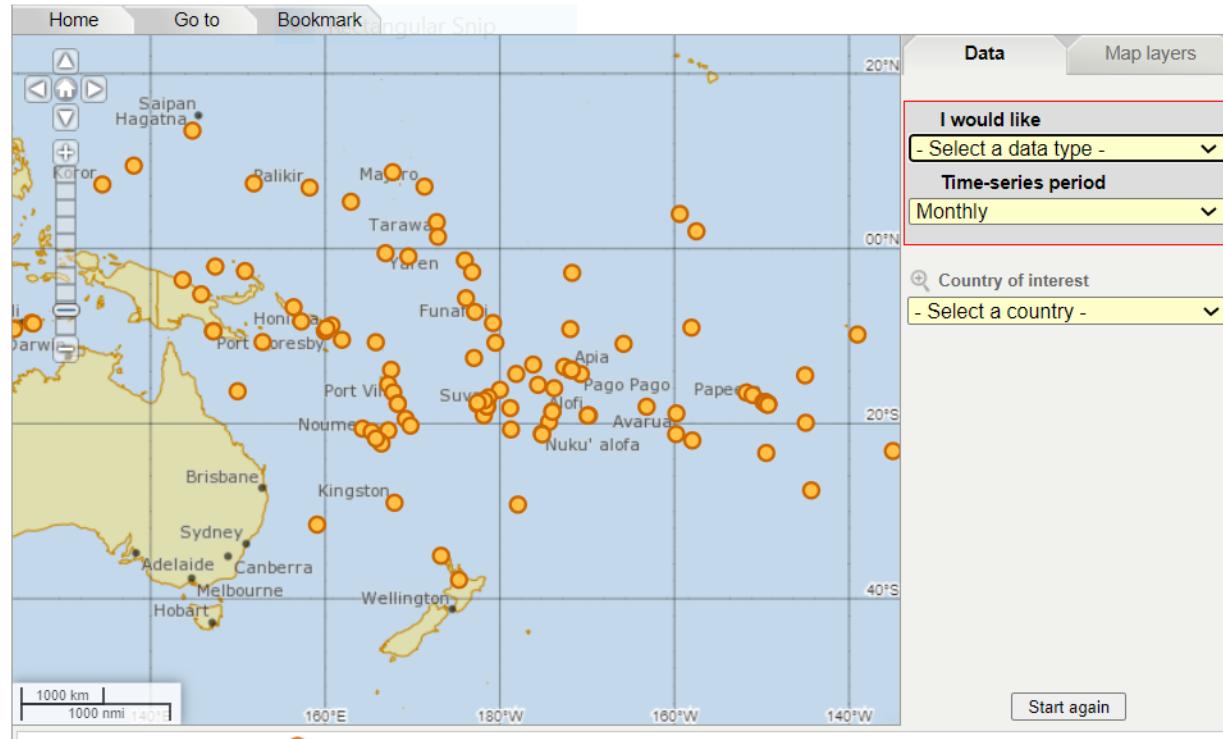 Home Go to Bookmark
Rectangular Snip
Data Map layers
20°N
Saipan
Hagatna
I would like
- Select a data type -
Koror Palikir Majuro
Time-series period
Monthly
Tarawa
00°N
Yaren
Country of interest
- Select a country -
Funafuti
Honiara
Darwin Port Moresby
Apia
Port Vila Suva Alofi Pago Pago Papeete
Noumea Avarua 20°S
Nuku' alofa
Brisbane
Kingston
Sydney
Adelaide Canberra
Melbourne Wellington 40°S
Hobart
1000 km
1000 nmi 140°E 160°E 180°W 160°W 140°W
Start again